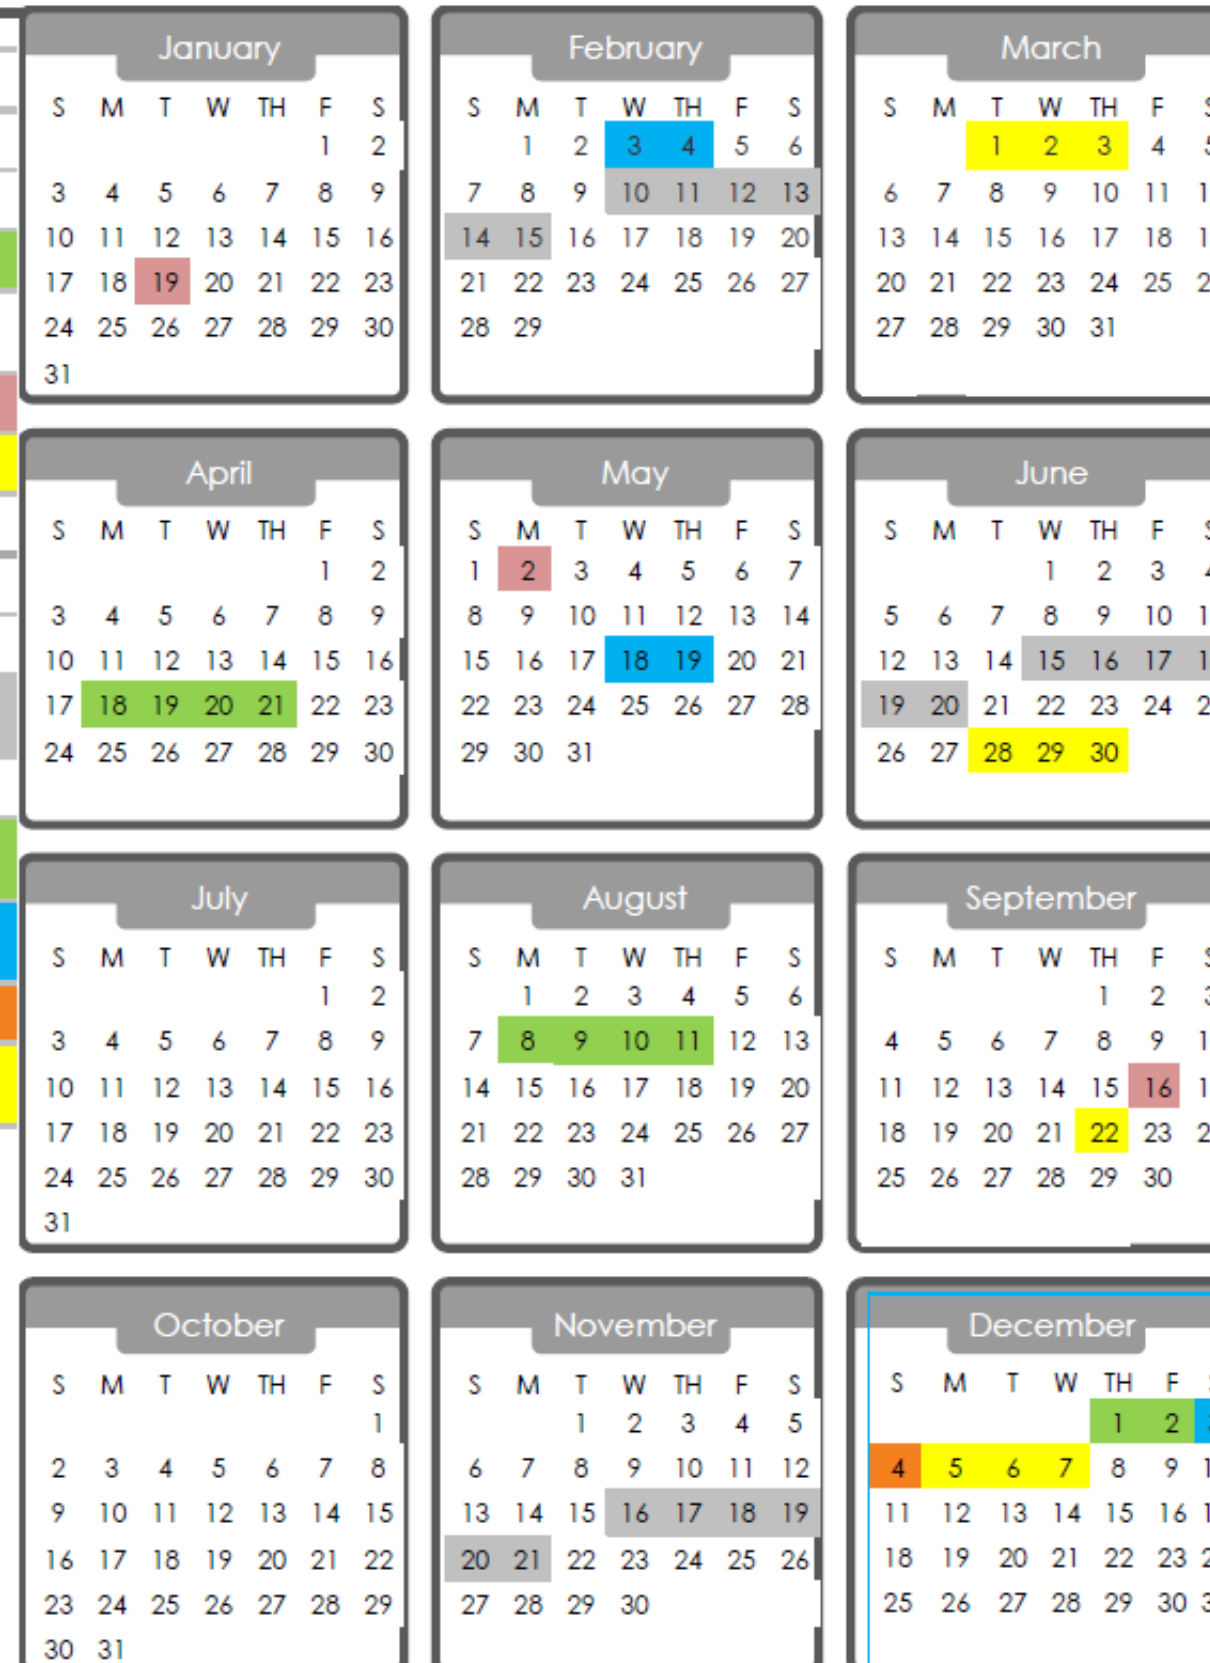 January
S M T W TH F S
1 2
3 4 5 6 7 8 9
10 11 12 13 14 15 16
17 18 19 20 21 22 23
24 25 26 27 28 29 30
31
February
S M T W TH F S
1 2 3 4 5 6
7 8 9 10 11 12 13
14 15 16 17 18 19 20
21 22 23 24 25 26 27
28 29
March
S M T W TH F
1 2 3 4
6 7 8 9 10 11
13 14 15 16 17 18
20 21 22 23 24 25
27 28 29 30 31
April
S M T W TH F S
1 2
3 4 5 6 7 8 9
10 11 12 13 14 15 16
17 18 19 20 21 22 23
24 25 26 27 28 29 30
May
S M T W TH F S
1 2 3 4 5 6 7
8 9 10 11 12 13 14
15 16 17 18 19 20 21
22 23 24 25 26 27 28
29 30 31
June
S M T W TH F
1 2 3
5 6 7 8 9 10
12 13 14 15 16 17
19 20 21 22 23 24
26 27 28 29 30
July
S M T W TH F S
1 2
3 4 5 6 7 8 9
10 11 12 13 14 15 16
17 18 19 20 21 22 23
24 25 26 27 28 29 30
31
August
S M T W TH F S
1 2 3 4 5 6
7 8 9 10 11 12 13
14 15 16 17 18 19 20
21 22 23 24 25 26 27
28 29 30 31
September
S M T W TH F
1 2
4 5 6 7 8 9
11 12 13 14 15 16
18 19 20 21 22 23
25 26 27 28 29 30
October
S M T W TH F S
1
2 3 4 5 6 7 8
9 10 11 12 13 14 15
16 17 18 19 20 21 22
23 24 25 26 27 28 29
30 31
November
S M T W TH F S
1 2 3 4 5
6 7 8 9 10 11 12
13 14 15 16 17 18 19
20 21 22 23 24 25 26
27 28 29 30
December
S M T W TH F
1 2
4 5 6 7 8 9
11 12 13 14 15 16
18 19 20 21 22 23
25 26 27 28 29 30